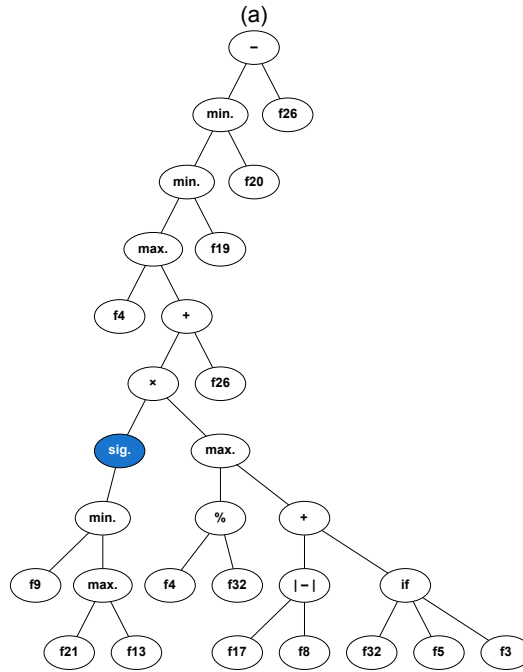 (a)
−
min. f26
min. f20
max. f19
f4 +
× f26
sig. max.
min. % +
f9 max. f4 f32 | − | if
f21 f13 f17 f8 f32 f5 f3